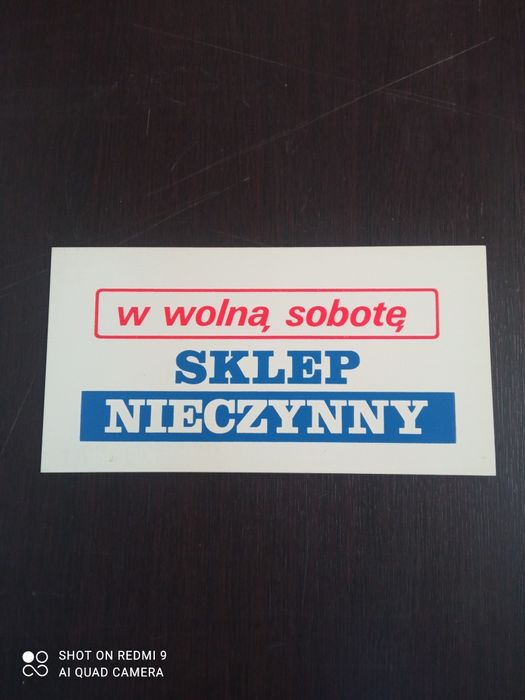 w wolną sobotę
SKLEP
NIECZYNNY
SHOT ON REDMI 9
AI QUAD CAMERA